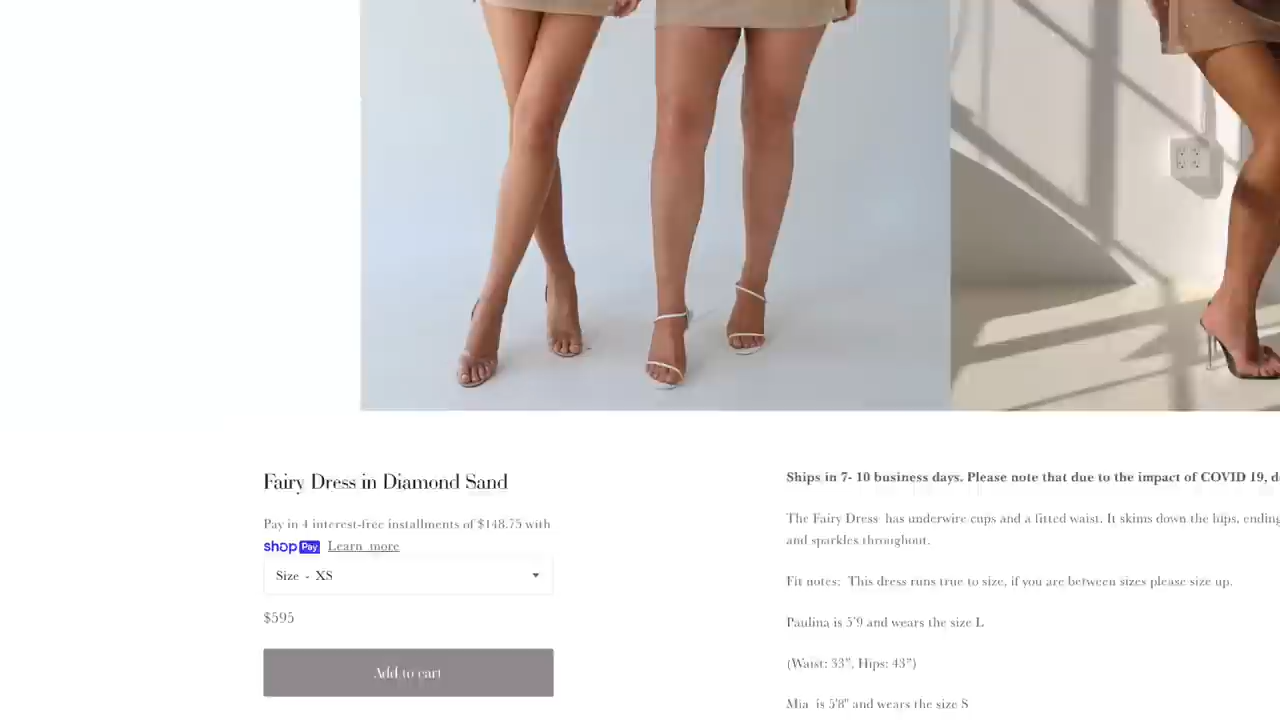 Fairy Dress in Diamond Sand
Pay in 4 interest-free installments of $148.75 with
shop Pay Learn more
Size - XS
$595
Add to cart
Ships in 7- 10 business days. Please note that due to the impact of COVID 19,
The Fairy Dress has underwire cups and a fitted waist. It skims down the hips, ending
and sparkles throughout.
Fit notes: This dress runs true to size, if you are between sizes please size up.
Paulina is 5'9 and wears the size L
(Waist: 33”, Hips: 43”)
Mia is 5'8" and wears the size S